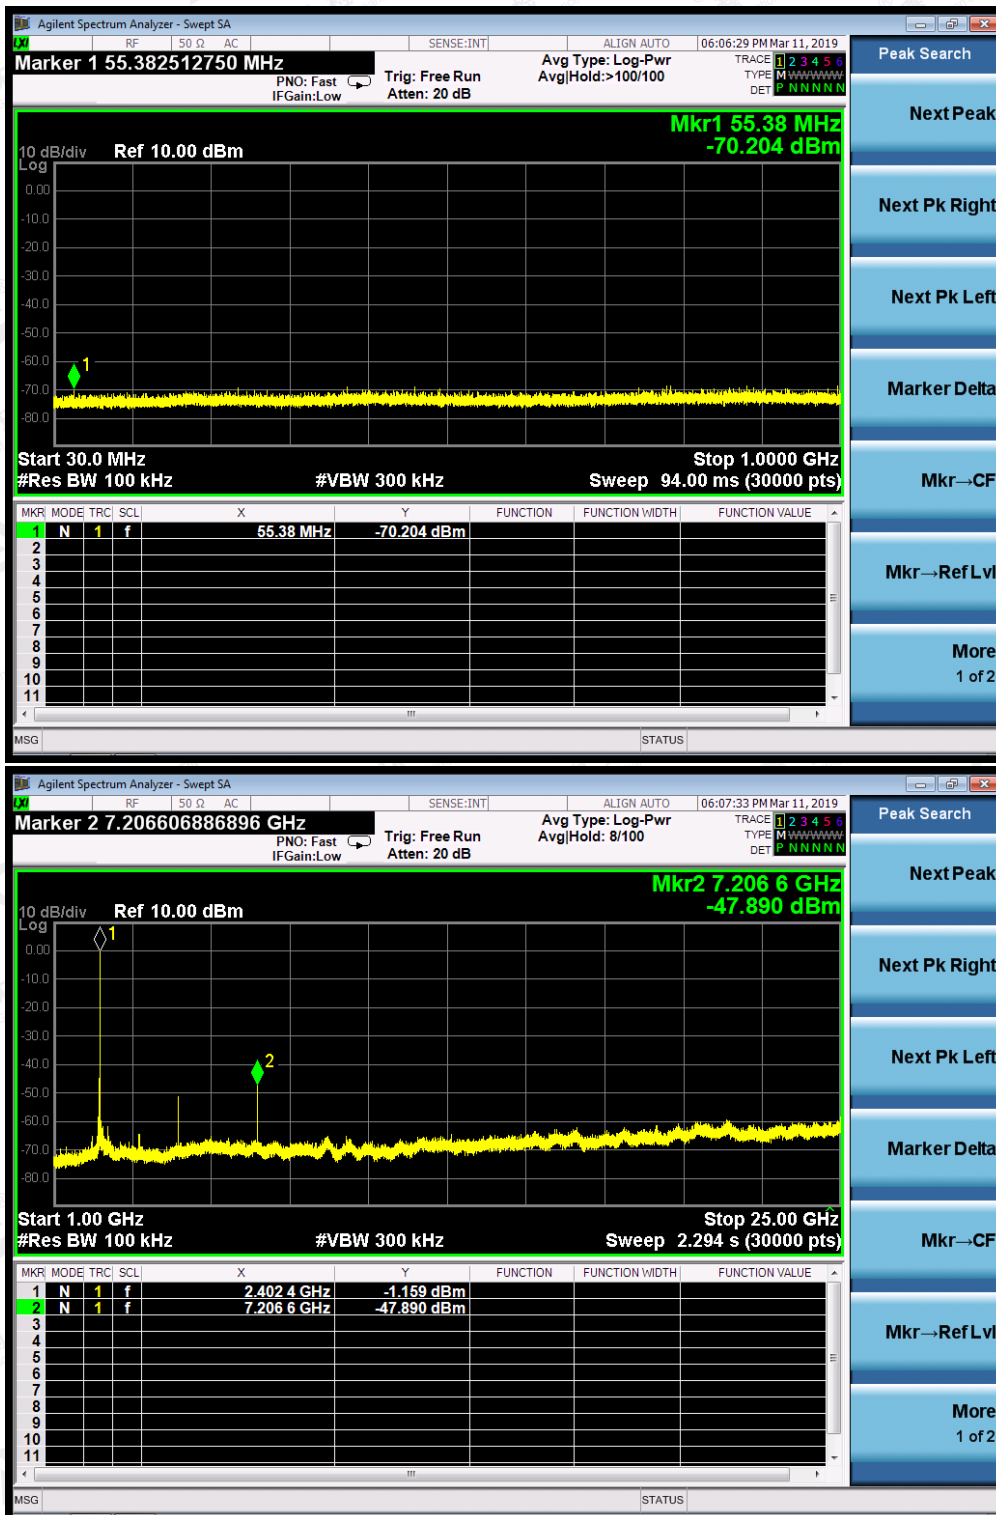 Agilent Spectrum Analyzer - Swept SA
LXI RF 50 Ω AC SENSE:INT ALIGN AUTO 06:06:29 PM Mar 11, 2019
Marker 1 55.382512750 MHz
PNO: Fast
IFGain:Low
Trig: Free Run
Atten: 20 dB
Avg Type: Log-Pwr
Avg|Hold:>100/100
TRACE 1 2 3 4 5 6
TYPE M WWWWW
DET P N N N N N
Mkr1 55.38 MHz
-70.204 dBm
10 dB/div Ref 10.00 dBm
Log
0.00
-10.0
-20.0
-30.0
-40.0
-50.0
-60.0
-70.0
-80.0
1
Start 30.0 MHz Stop 1.0000 GHz
#Res BW 100 kHz #VBW 300 kHz Sweep 94.00 ms (30000 pts)
MKR MODE TRC SCL X Y FUNCTION FUNCTION WIDTH FUNCTION VALUE
1 N 1 f 55.38 MHz -70.204 dBm
2
3
4
5
6
7
8
9
10
11
MSG STATUS
Peak Search
Next Peak
Next Pk Right
Next Pk Left
Marker Delta
Mkr→CF
Mkr→Ref Lvl
More
1 of 2
Agilent Spectrum Analyzer - Swept SA
LXI RF 50 Ω AC SENSE:INT ALIGN AUTO 06:07:33 PM Mar 11, 2019
Marker 2 7.206606886896 GHz
PNO: Fast
IFGain:Low
Trig: Free Run
Atten: 20 dB
Avg Type: Log-Pwr
Avg|Hold: 8/100
TRACE 1 2 3 4 5 6
TYPE M WWWWW
DET P N N N N N
Mkr2 7.206 6 GHz
-47.890 dBm
10 dB/div Ref 10.00 dBm
Log
0.00
-10.0
-20.0
-30.0
-40.0
-50.0
-60.0
-70.0
-80.0
1
2
Start 1.00 GHz Stop 25.00 GHz
#Res BW 100 kHz #VBW 300 kHz Sweep 2.294 s (30000 pts)
MKR MODE TRC SCL X Y FUNCTION FUNCTION WIDTH FUNCTION VALUE
1 N 1 f 2.402 4 GHz -1.159 dBm
2 N 1 f 7.206 6 GHz -47.890 dBm
3
4
5
6
7
8
9
10
11
MSG STATUS
Peak Search
Next Peak
Next Pk Right
Next Pk Left
Marker Delta
Mkr→CF
Mkr→Ref Lvl
More
1 of 2